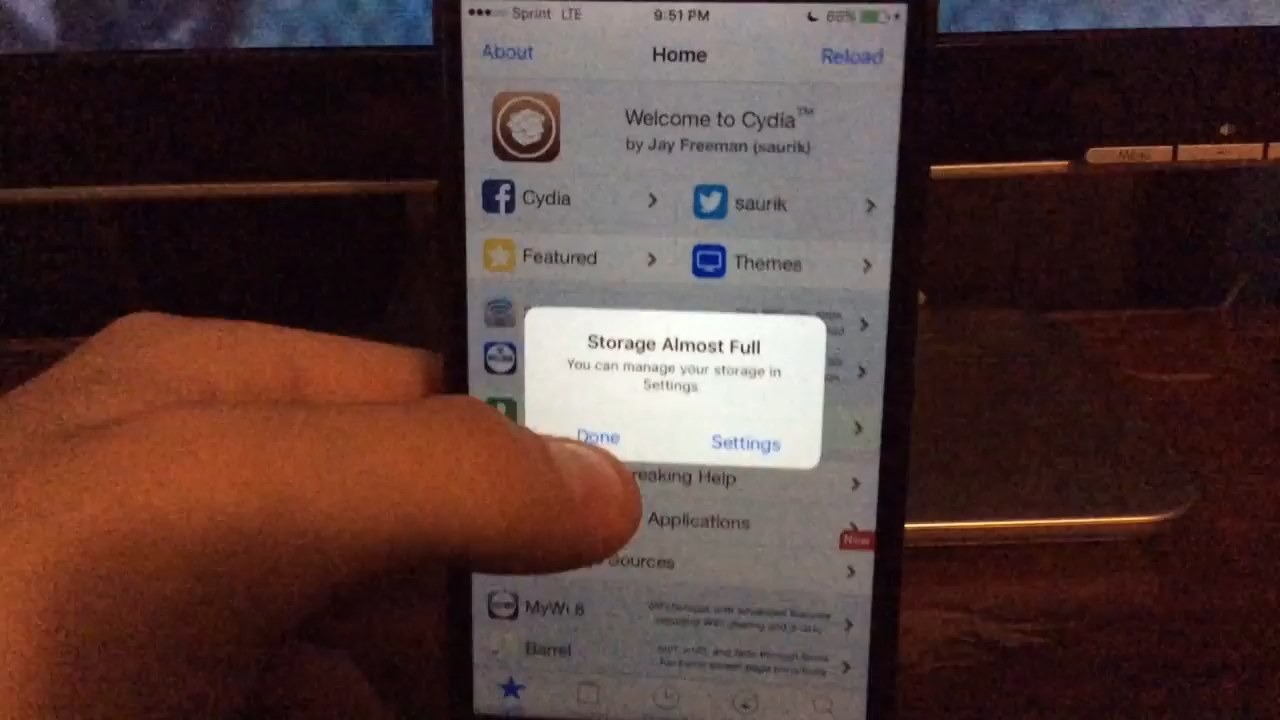 Sprint LTE
9:51 PM
66%
About
Home
Reload
Welcome to Cydia™
by Jay Freeman (saurik)
Cydia
saurik
Featured
Themes
Storage Almost Full
You can manage your storage in
Settings
Done
Settings
reaking Help
Applications
New
Sources
MyWi 8
Barrel
MENU